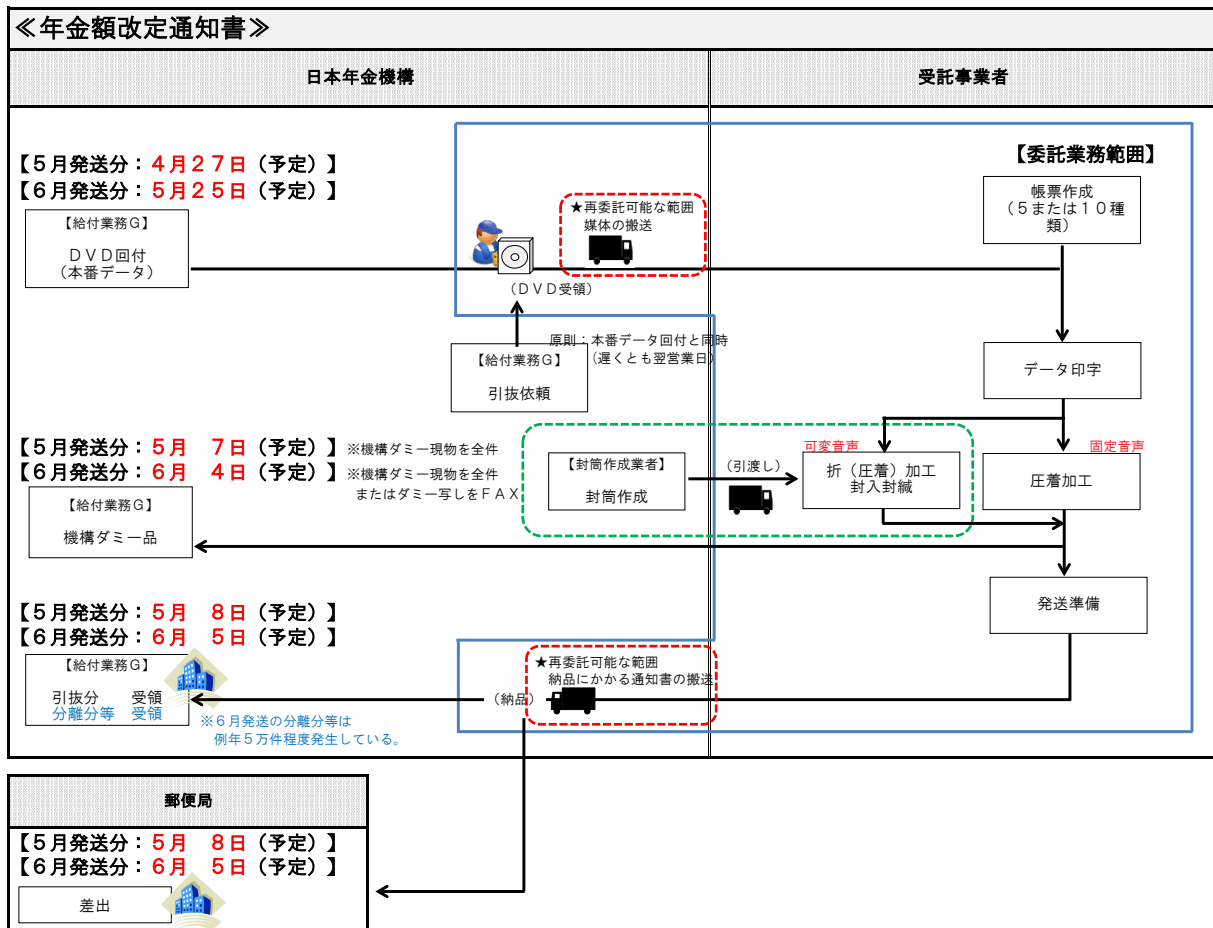 ≪年金額改定通知書≫
日本年金機構
受託事業者
【委託業務範囲】
【５月発送分：４月２７日（予定）】
【６月発送分：５月２５日（予定）】
【給付業務Ｇ】
ＤＶＤ回付
（本番データ）
★再委託可能な範囲
媒体の搬送
（ＤＶＤ受領）
帳票作成
（５または１０種
類）
原則：本番データ回付と同時
（遅くとも翌営業日）
【給付業務Ｇ】
引抜依頼
データ印字
【５月発送分：５月　７日（予定）】※機構ダミー現物を全件
【６月発送分：６月　４日（予定）】※機構ダミー現物を全件
またはダミー写しをＦＡＸ
【給付業務Ｇ】
機構ダミー品
【封筒作成業者】
封筒作成
（引渡し）
可変音声
折（圧着）加工
封入封緘
固定音声
圧着加工
発送準備
【５月発送分：５月　８日（予定）】
【６月発送分：６月　５日（予定）】
【給付業務Ｇ】
引抜分　受領
分離分等　受領
※６月発送の分離分等は
例年５万件程度発生している。
（納品）
★再委託可能な範囲
納品にかかる通知書の搬送
郵便局
【５月発送分：５月　８日（予定）】
【６月発送分：６月　５日（予定）】
差出